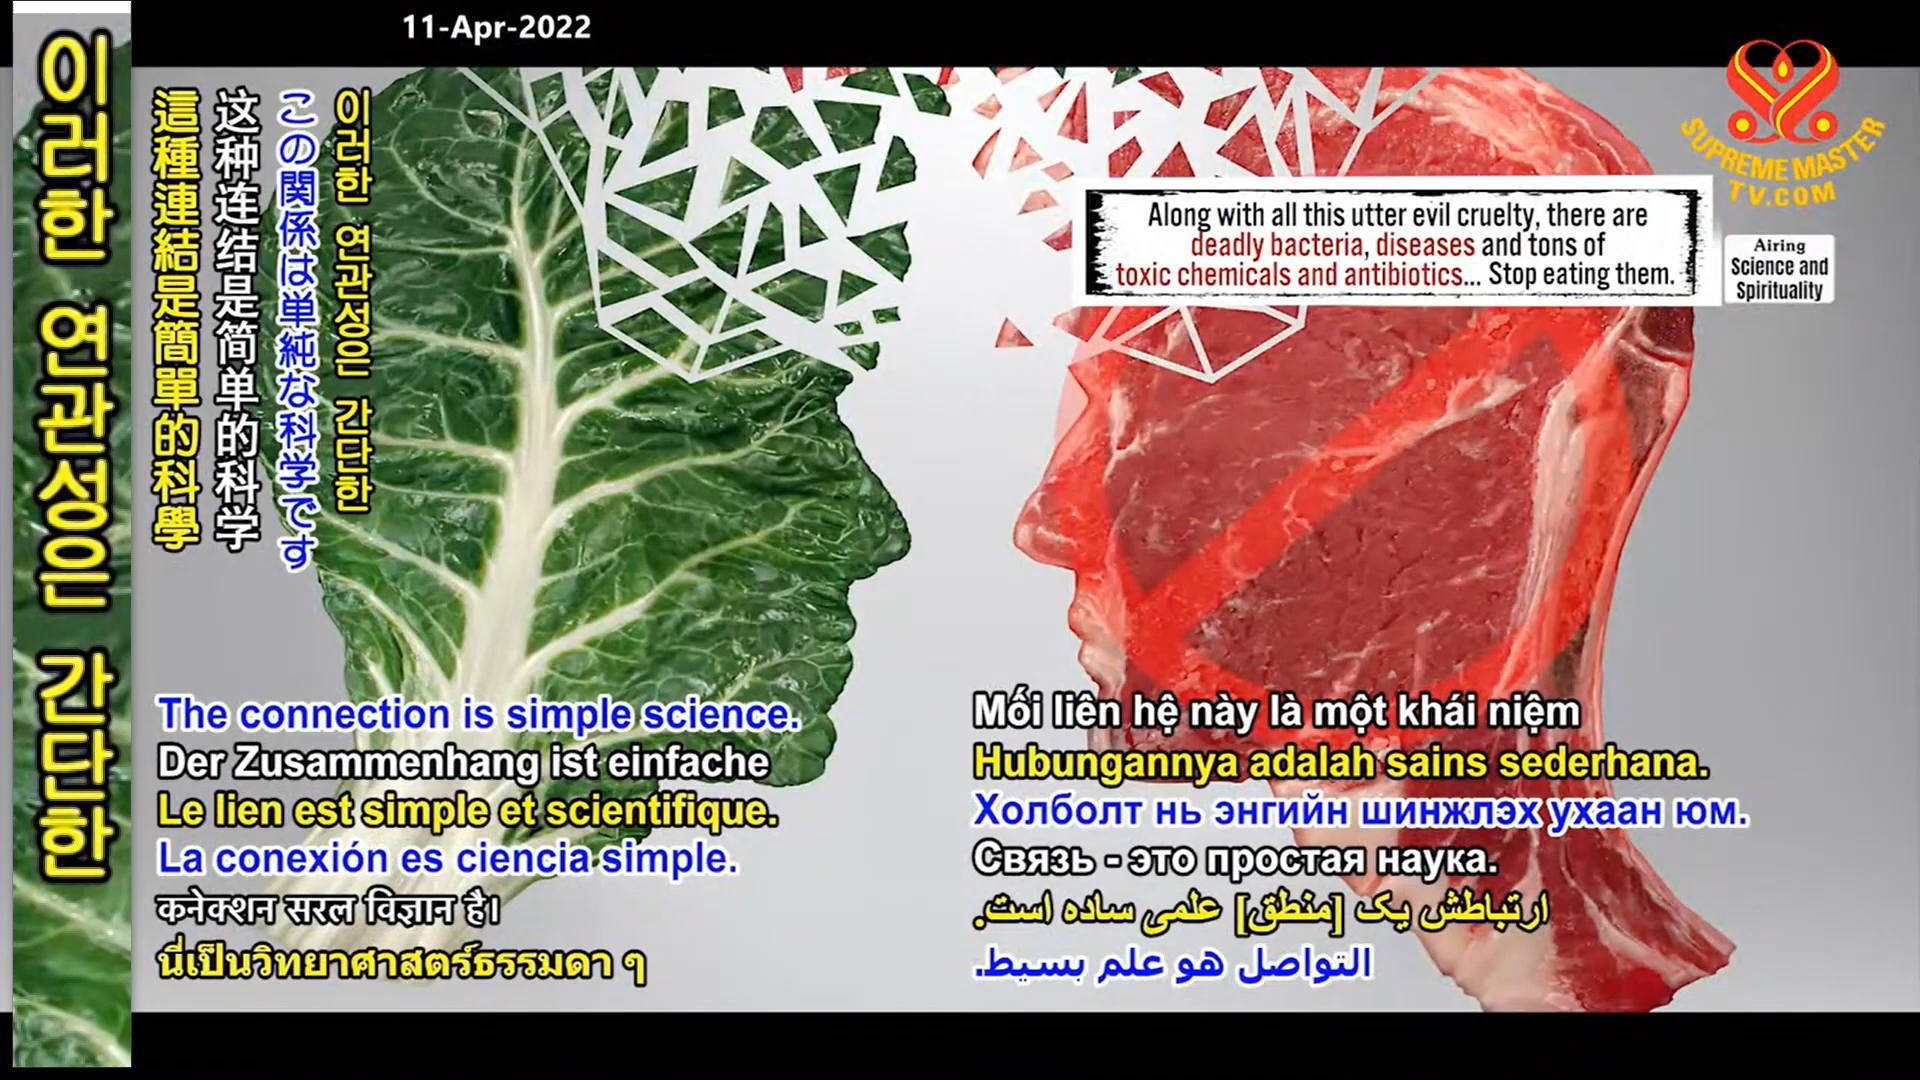 11-Apr-2022
이러한 연관성은 간단한
이러한 연관성은 간단한
この関係は単純な科学です
这种连结是简单的科学
這種連結是簡單的科學
SUPREME MASTER
TV.COM
Along with all this utter evil cruelty, there are
deadly bacteria, diseases and tons of
toxic chemicals and antibiotics... Stop eating them.
Airing
Science and
Spirituality
The connection is simple science.
Der Zusammenhang ist einfache
Le lien est simple et scientifique.
La conexión es ciencia simple.
कनेक्शन सरल विज्ञान है।
นี่เป็นวิทยาศาสตร์ธรรมดา ๆ
Mối liên hệ này là một khái niệm
Hubungannya adalah sains sederhana.
Холболт нь энгийн шинжлэх ухаан юм.
Связь - это простая наука.
ارتباطش یک [منطق] علمی ساده است.
التواصل هو علم بسيط.